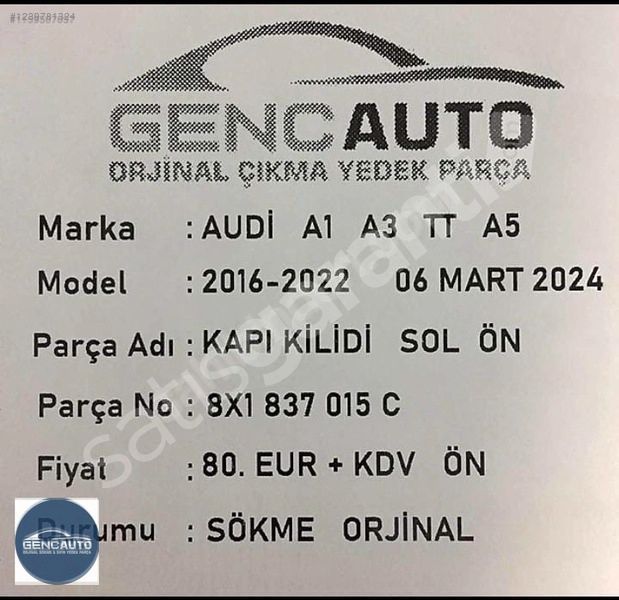 GENCAUTO
ORJİNAL ÇIKMA YEDEK PARÇA
Marka : AUDİ A1 A3 TT A5
Model : 2016-2022 06 MART 2024
Parça Adı : KAPI KİLİDİ SOL ÖN
Parça No : 8X1 837 015 C
Fiyat : 80. EUR + KDV ÖN
Durumu : SÖKME ORJİNAL
satışgaranti
GENCAUTO